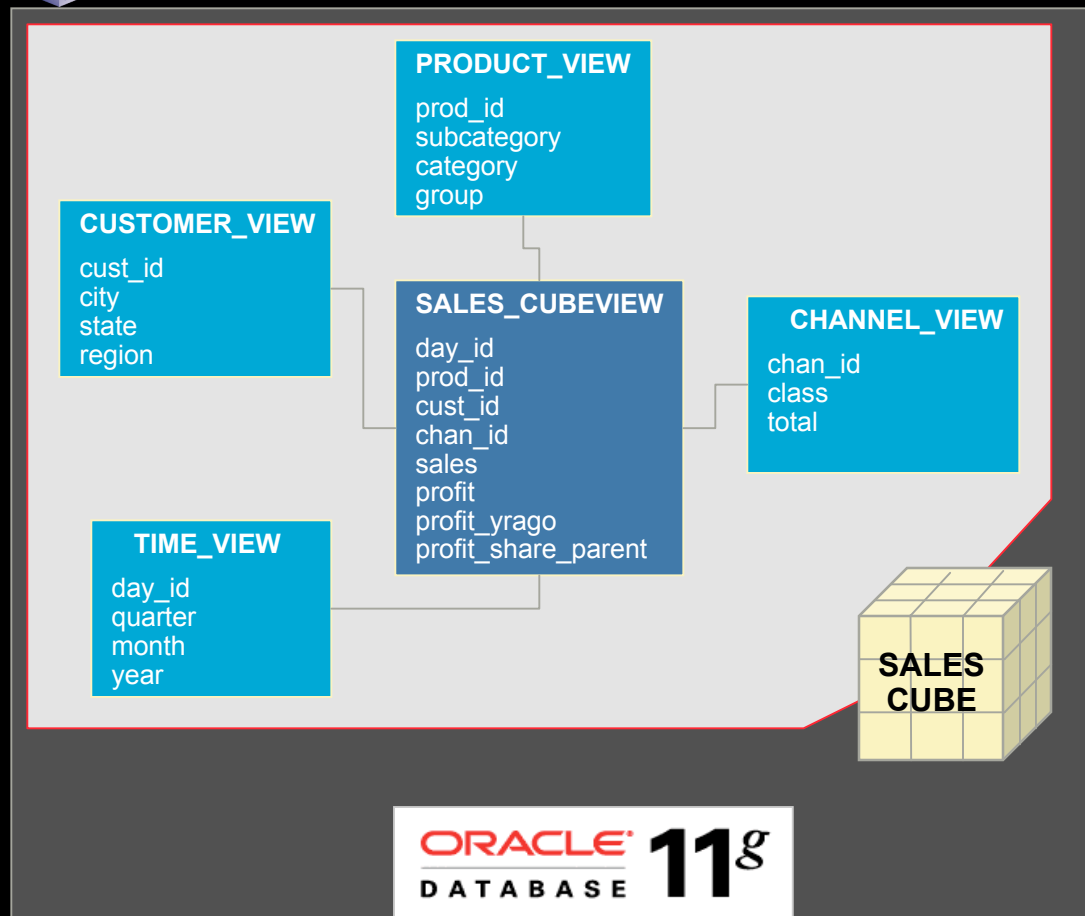 PRODUCT_VIEW
prod_id
subcategory
category
group
CUSTOMER_VIEW
cust_id
city
state
region
SALES_CUBEVIEW
day_id
prod_id
cust_id
chan_id
sales
profit
profit_yrago
profit_share_parent
CHANNEL_VIEW
chan_id
class
total
TIME_VIEW
day_id
quarter
month
year
SALES
CUBE
ORACLE® 11g
DATABASE